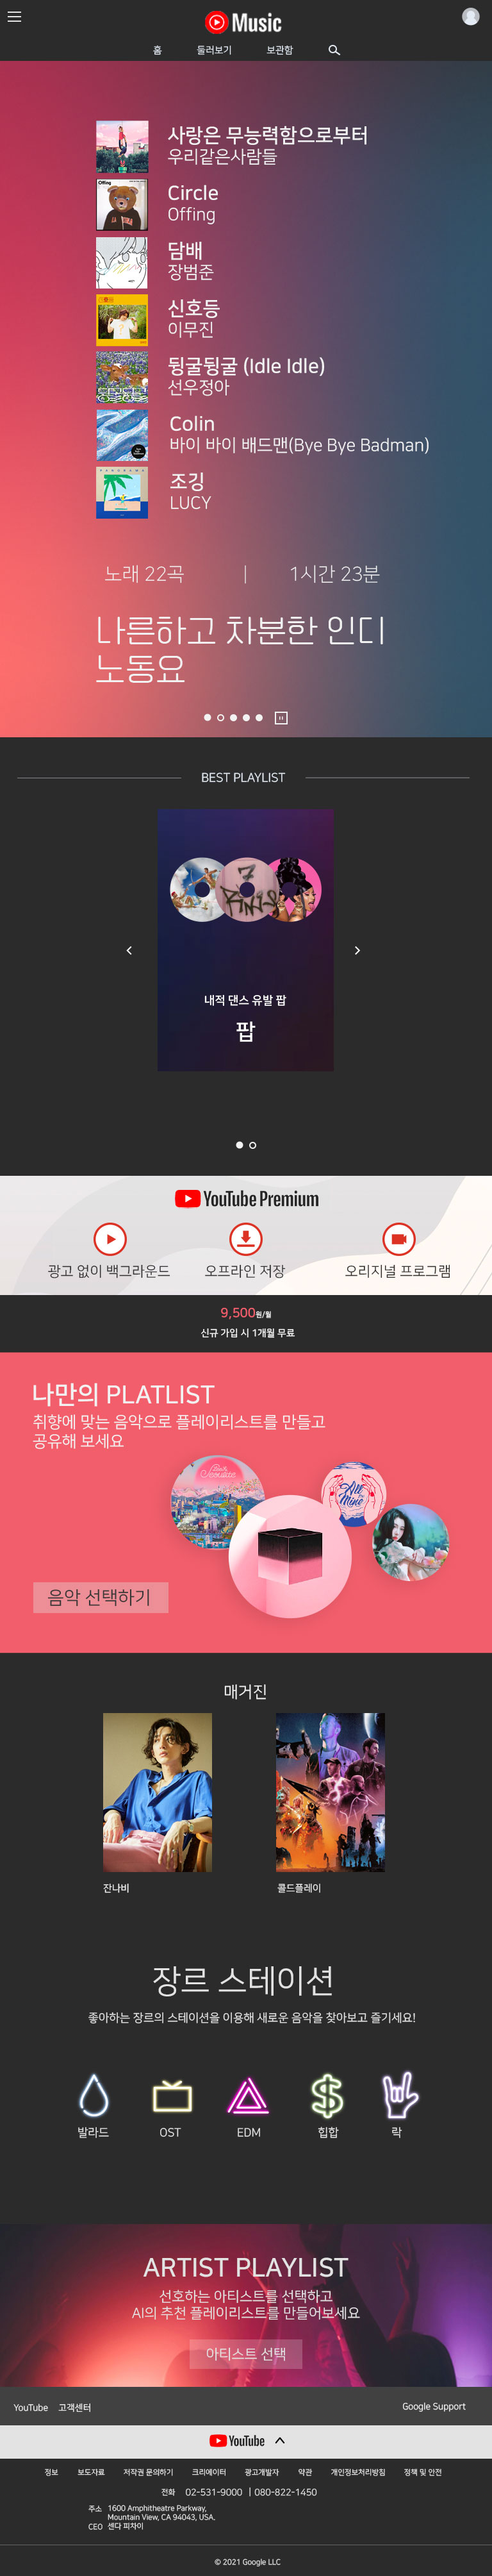 Music
홈 둘러보기 보관함
사랑은 무능력함으로부터
우리같은사람들
Offing
Circle
Offing
담배
장범준
신호등
이무진
뒹굴뒹굴 (Idle Idle)
선우정아
Colin
바이 바이 배드맨(Bye Bye Badman)
PANORAMA
조깅
LUCY
노래 22곡 | 1시간 23분
나른하고 차분한 인디
노동요
BEST PLAYLIST
7
RINGS
내적 댄스 유발 팝
팝
YouTube Premium
광고 없이 백그라운드 오프라인 저장 오리지널 프로그램
9,500원/월
신규 가입 시 1개월 무료
나만의 PLATLIST
취향에 맞는 음악으로 플레이리스트를 만들고
공유해 보세요
All
Mine
음악 선택하기
매거진
잔나비 콜드플레이
장르 스테이션
좋아하는 장르의 스테이션을 이용해 새로운 음악을 찾아보고 즐기세요!
발라드 OST EDM 힙합 락
ARTIST PLAYLIST
선호하는 아티스트를 선택하고
AI의 추천 플레이리스트를 만들어보세요
아티스트 선택
YouTube 고객센터 Google Support
YouTube
정보 보도자료 저작권 문의하기 크리에이터 광고개발자 약관 개인정보처리방침 정책 및 안전
전화 02-531-9000 | 080-822-1450
주소 1600 Amphitheatre Parkway,
Mountain View, CA 94043, USA.
CEO 센다 피차이
© 2021 Google LLC